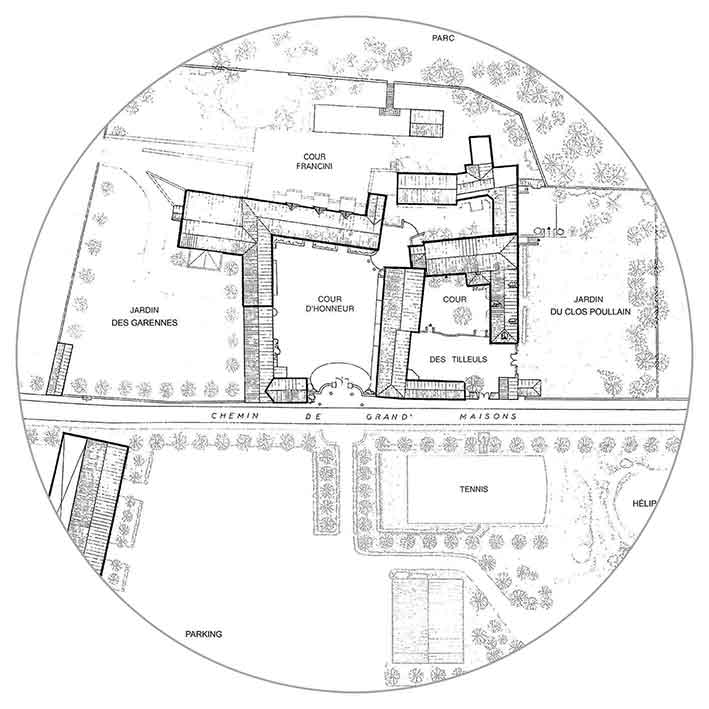 PARC
COUR
FRANCINI
JARDIN
DES GARENNES
COUR
D'HONNEUR
COUR
DES TILLEULS
JARDIN
DU CLOS POULLAIN
CHEMIN DE GRAND' MAISONS
TENNIS
HÉLIP
PARKING